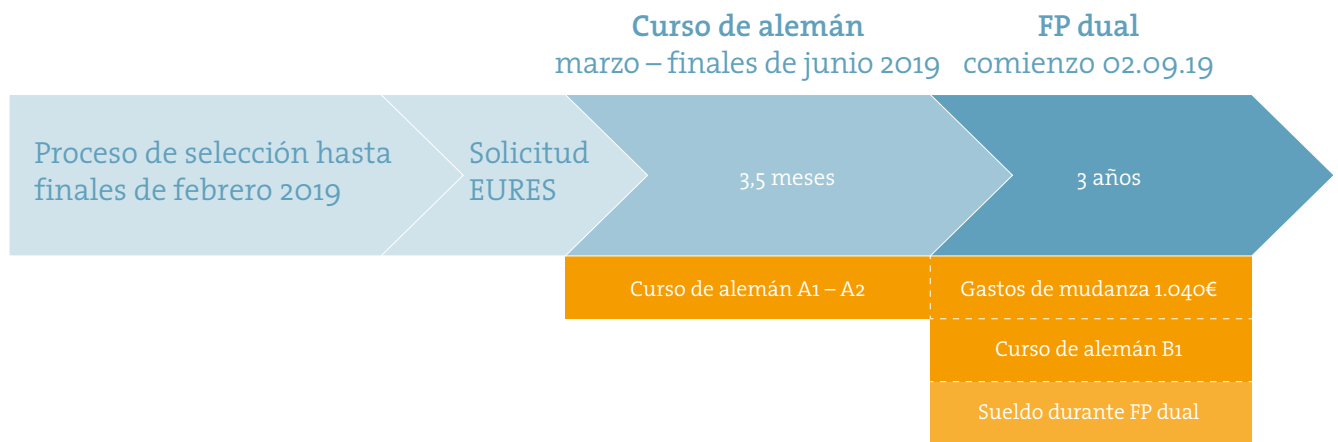 Curso de alemán
marzo – finales de junio 2019
FP dual
comienzo 02.09.19
Proceso de selección hasta
finales de febrero 2019
Solicitud
EURES
3,5 meses
3 años
Curso de alemán A1 – A2
Gastos de mudanza 1.040€
Curso de alemán B1
Sueldo durante FP dual